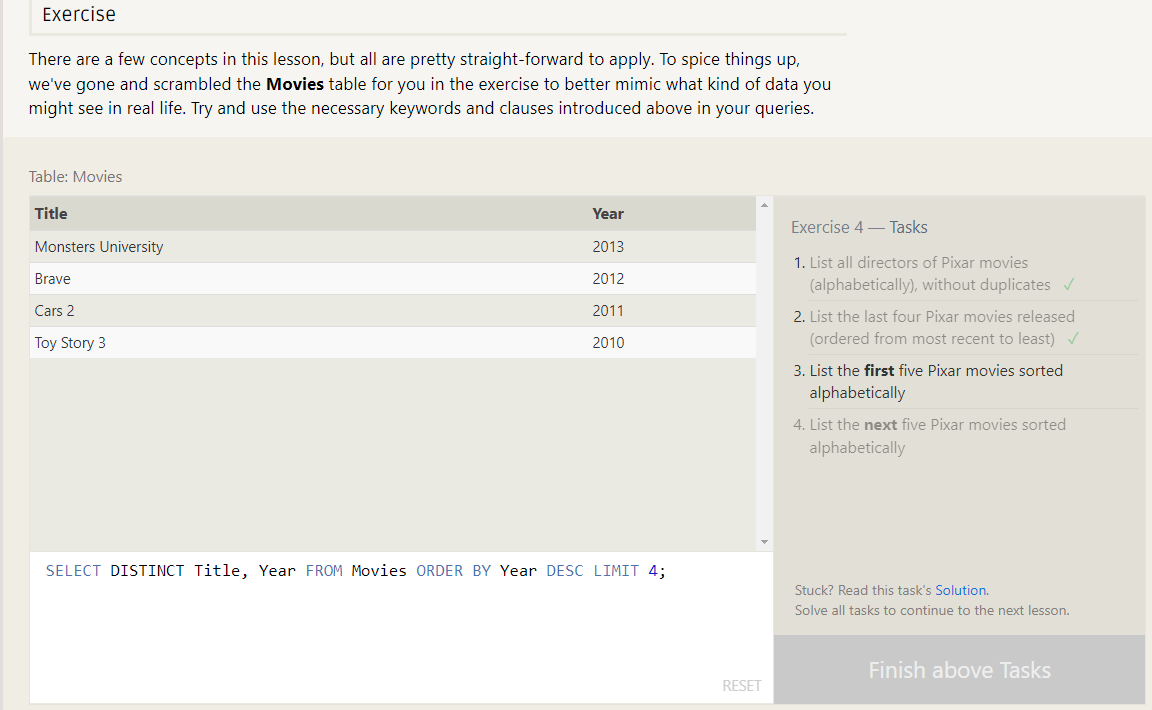 Exercise
There are a few concepts in this lesson, but all are pretty straight-forward to apply. To spice things up,
we've gone and scrambled the Movies table for you in the exercise to better mimic what kind of data you
might see in real life. Try and use the necessary keywords and clauses introduced above in your queries.
Table: Movies
Title Year
Monsters University 2013
Brave 2012
Cars 2 2011
Toy Story 3 2010
SELECT DISTINCT Title, Year FROM Movies ORDER BY Year DESC LIMIT 4;
RESET
Exercise 4 — Tasks
1. List all directors of Pixar movies
(alphabetically), without duplicates ✓
2. List the last four Pixar movies released
(ordered from most recent to least) ✓
3. List the first five Pixar movies sorted
alphabetically
4. List the next five Pixar movies sorted
alphabetically
Stuck? Read this task's Solution.
Solve all tasks to continue to the next lesson.
Finish above Tasks